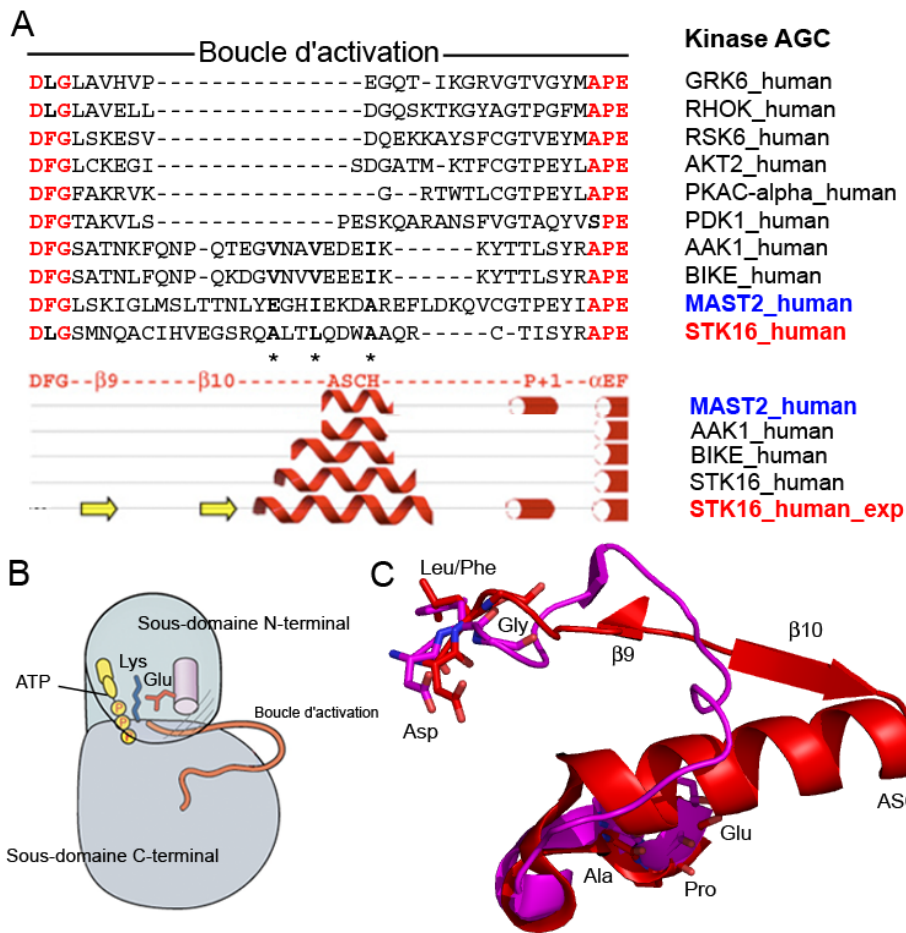 A
Boucle d'activation
Kinase AGC
DLGLAVHVP---------------EGQT-IKGRVGTVGYMAPE GRK6_human
DLGLAVELL---------------DGQSKTKGYAGTPGFMAPE RHOK_human
DFGLSKESV---------------DQEKKAYSFCGTVEYMAPE RSK6_human
DFGLCKEGI--------------SDGATM-KTFCGTPEYLAPE AKT2_human
DFGFAKRVK----------------G--RTWTLCGTPEYLAPE PKAC-alpha_human
DFGTAKVLS-------------PESKQARANSFVGTAQYVSPE PDK1_human
DFGSATNKFQNP-QTEGVNAVEDEIK------KYTTLSYRAPE AAK1_human
DFGSATNLFQNP-QKDGVNVVEEEIK------KYTTLSYRAPE BIKE_human
DFGLSKIGLMSLTTNLYEGHIEKDAREFLDKQVCGTPEYIAPE MAST2_human
DLGSMNQACIHVEGSRQALTLQDWAAQR-----C-TISYRAPE STK16_human
* * *
DFG--β9------β10-------ASCH----------P+1--αEF
MAST2_human
AAK1_human
BIKE_human
STK16_human
STK16_human_exp
B
Sous-domaine N-terminal
Lys
Glu
ATP
P
P
P
Boucle d'activation
Sous-domaine C-terminal
C
Leu/Phe
Gly
β9
β10
Asp
Glu
Ala
Pro